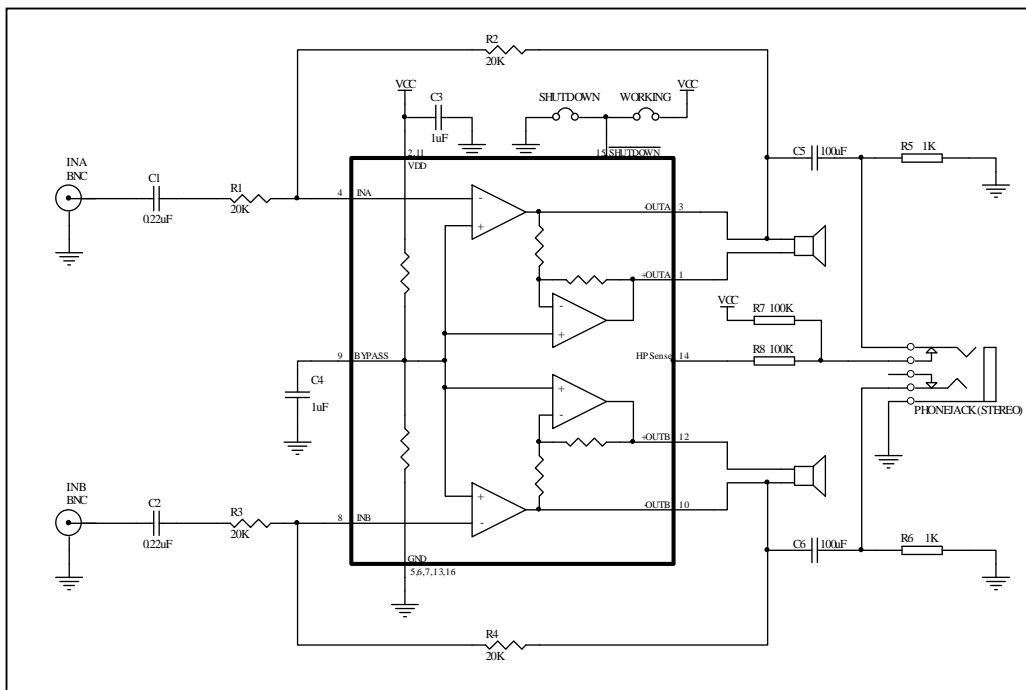 R2
20K
VCC
C3
1uF
SHUTDOWN
WORKING
VCC
INA
BNC
C1
0.22uF
R1
20K
2,11
VDD
15
SHUTDOWN
C5
100uF
R5 1K
4
INA
-
+
-OUTA
3
+OUTA
1
-
+
VCC
R7 100K
R8 100K
HP Sense
14
9
BYPASS
C4
1uF
+
-
PHONEJACK (STEREO)
+OUTB
12
INB
BNC
C2
0.22uF
R3
20K
8
INB
+
-
-OUTB
10
C6
100uF
R6 1K
GND
5,6,7,13,16
R4
20K